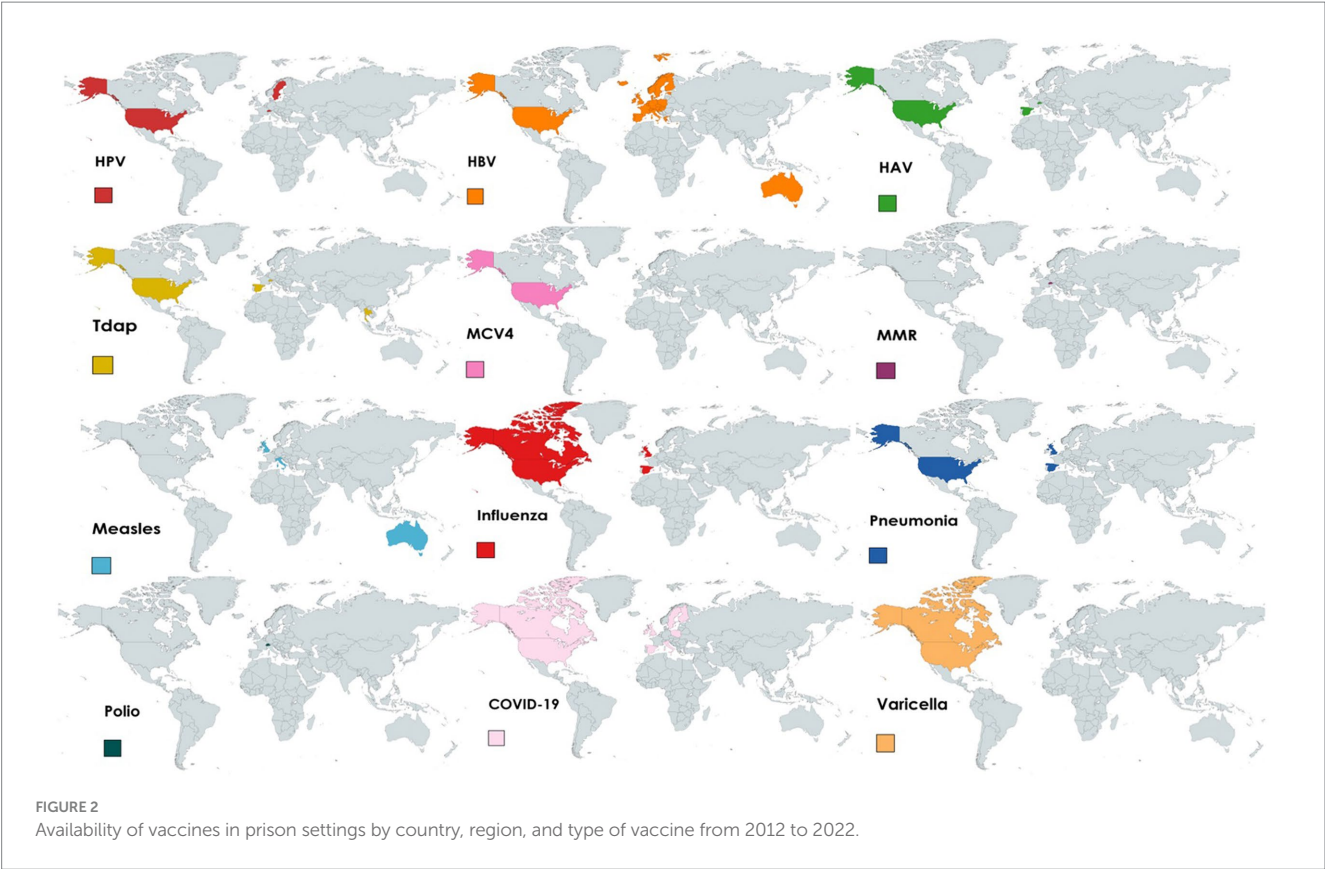 HPV
HBV
HAV
Tdap
MCV4
MMR
Measles
Influenza
Pneumonia
Polio
COVID-19
Varicella
FIGURE 2
Availability of vaccines in prison settings by country, region, and type of vaccine from 2012 to 2022.